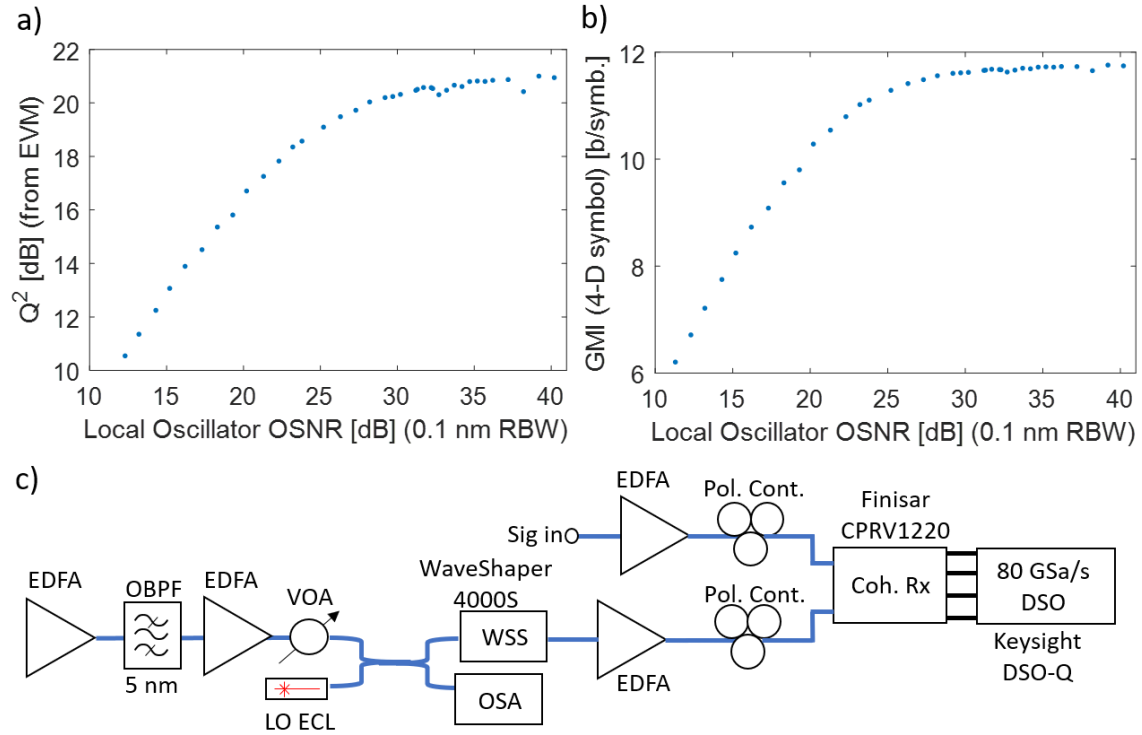 a)
22
20
18
16
14
12
10
Q² [dB] (from EVM)
10 15 20 25 30 35 40
Local Oscillator OSNR [dB] (0.1 nm RBW)
b)
12
10
8
6
GMI (4-D symbol) [b/symb.]
10 15 20 25 30 35 40
Local Oscillator OSNR [dB] (0.1 nm RBW)
c)
EDFA
Pol. Cont.
Finisar
CPRV1220
Sig in
EDFA
OBPF
5 nm
EDFA
VOA
LO ECL
WaveShaper
4000S
WSS
OSA
EDFA
Pol. Cont.
Coh. Rx
80 GSa/s
DSO
Keysight
DSO-Q